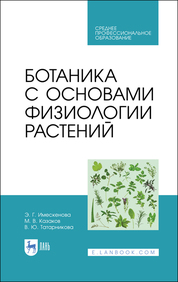 СРЕДНЕЕ
ПРОФЕССИОНАЛЬНОЕ
ОБРАЗОВАНИЕ
БОТАНИКА
С ОСНОВАМИ
ФИЗИОЛОГИИ
РАСТЕНИЙ
Э. Г. Имескенова
М. В. Казаков
В. Ю. Татарникова
ЛАНЬ
E.LANBOOK.COM